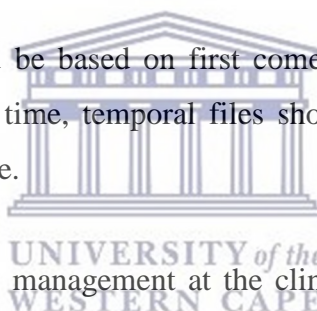 be based on first come
time, temporal files sho
e.
UNIVERSITY of the
management at the clin
WESTERN CAPE